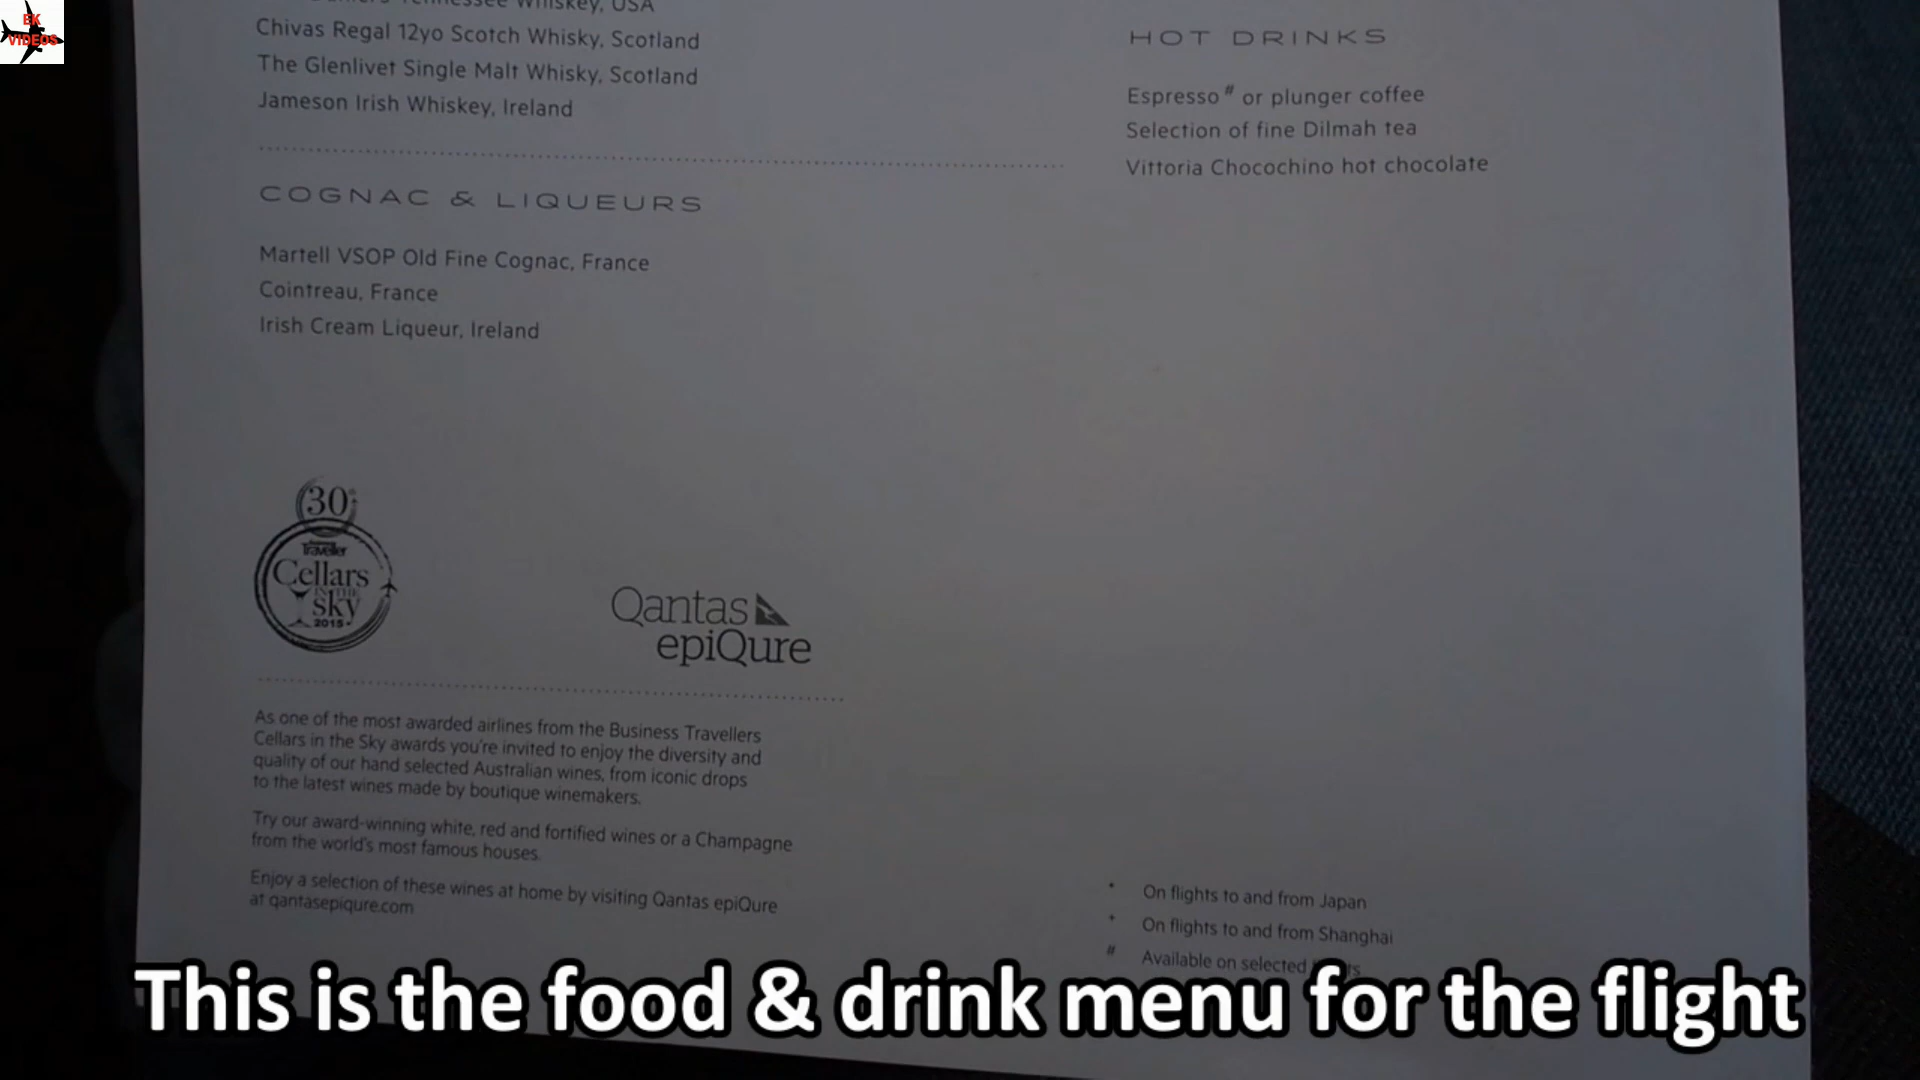 EK
VIDEOS
Tennessee Whiskey, USA
Chivas Regal 12yo Scotch Whisky, Scotland
The Glenlivet Single Malt Whisky, Scotland
Jameson Irish Whiskey, Ireland
COGNAC & LIQUEURS
Martell VSOP Old Fine Cognac, France
Cointreau, France
Irish Cream Liqueur, Ireland
HOT DRINKS
Espresso# or plunger coffee
Selection of fine Dilmah tea
Vittoria Chocochino hot chocolate
30
Traveller
Cellars
IN THE
sky
2015
Qantas
epiQure
As one of the most awarded airlines from the Business Travellers
Cellars in the Sky awards you're invited to enjoy the diversity and
quality of our hand selected Australian wines, from iconic drops
to the latest wines made by boutique winemakers.
Try our award-winning white, red and fortified wines or a Champagne
from the world's most famous houses.
Enjoy a selection of these wines at home by visiting Qantas epiQure
at qantasepiqure.com
* On flights to and from Japan
+ On flights to and from Shanghai
# Available on selected
This is the food & drink menu for the flight